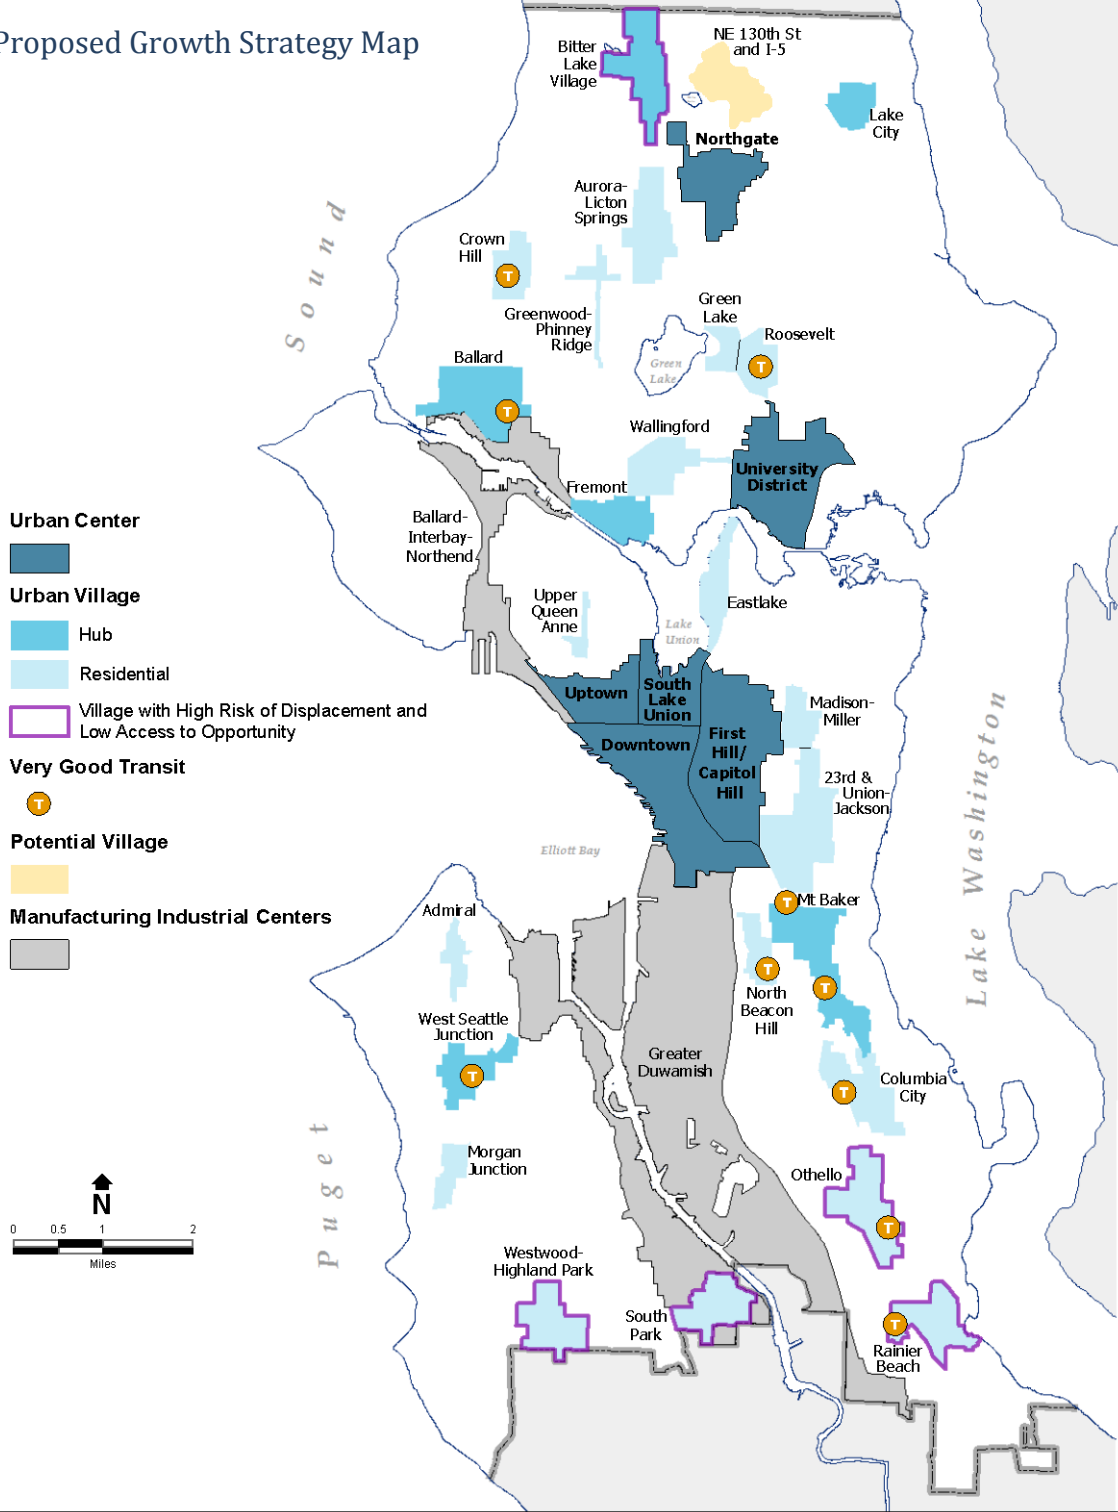 Proposed Growth Strategy Map
NE 130th St
and I-5
Bitter
Lake
Village
Lake
City
Northgate
Aurora-
Licton
Springs
Sound
Crown
Hill
T
Green
Lake
Greenwood-
Phinney
Ridge
Roosevelt
Green
Lake
T
Ballard
T
Wallingford
University
District
Fremont
Ballard-
Interbay-
Northend
Urban Center
Urban Village
Hub
Residential
Village with High Risk of Displacement and
Low Access to Opportunity
Very Good Transit
T
Potential Village
Manufacturing Industrial Centers
Upper
Queen
Anne
Eastlake
Lake
Union
Uptown
South
Lake
Union
Madison-
Miller
Downtown
First
Hill/
Capitol
Hill
23rd &
Union-
Jackson
Lake Washington
Elliott Bay
T
Mt Baker
Admiral
T
North
Beacon
Hill
T
West Seattle
Junction
T
Greater
Duwamish
Columbia
City
T
Puget
Morgan
Junction
Othello
T
N
0 0.5 1 2
Miles
Westwood-
Highland Park
South
Park
T
Rainier
Beach